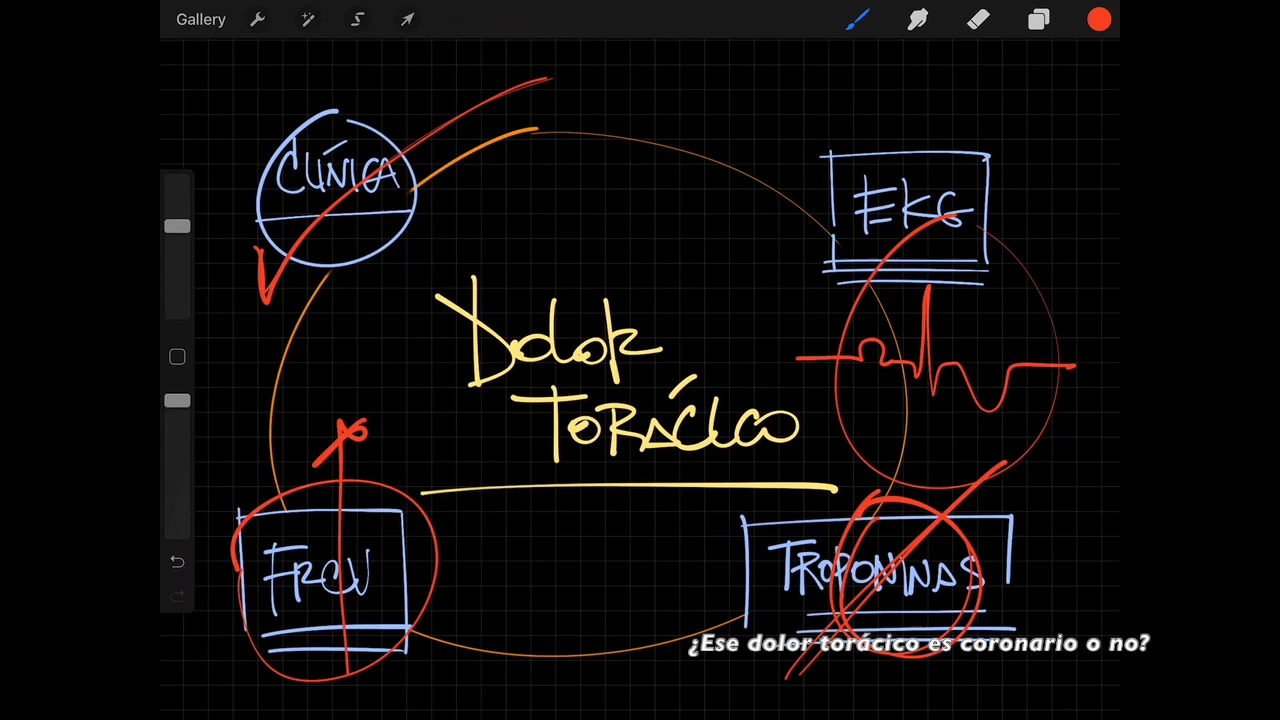 Gallery
CLÍNICA
EKG
DOLOR
TORÁCICO
FRCV
TROPONINAS
¿Ese dolor torácico es coronario o no?